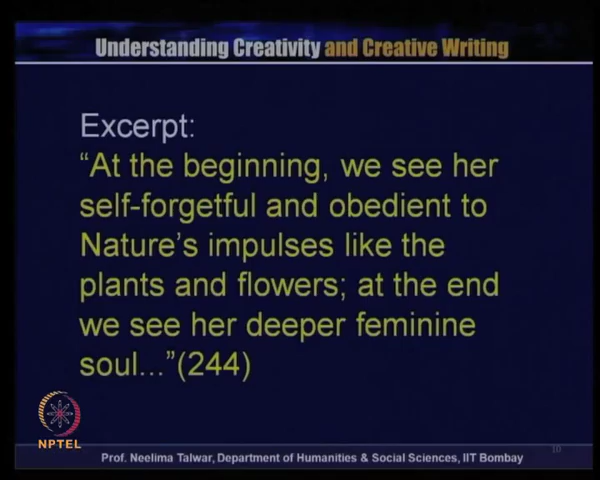 Understanding Creativity and Creative Writing
Excerpt:
“At the beginning, we see her
self-forgetful and obedient to
Nature’s impulses like the
plants and flowers; at the end
we see her deeper feminine
soul...”(244)
NPTEL
Prof. Neelima Talwar, Department of Humanities & Social Sciences, IIT Bombay
10